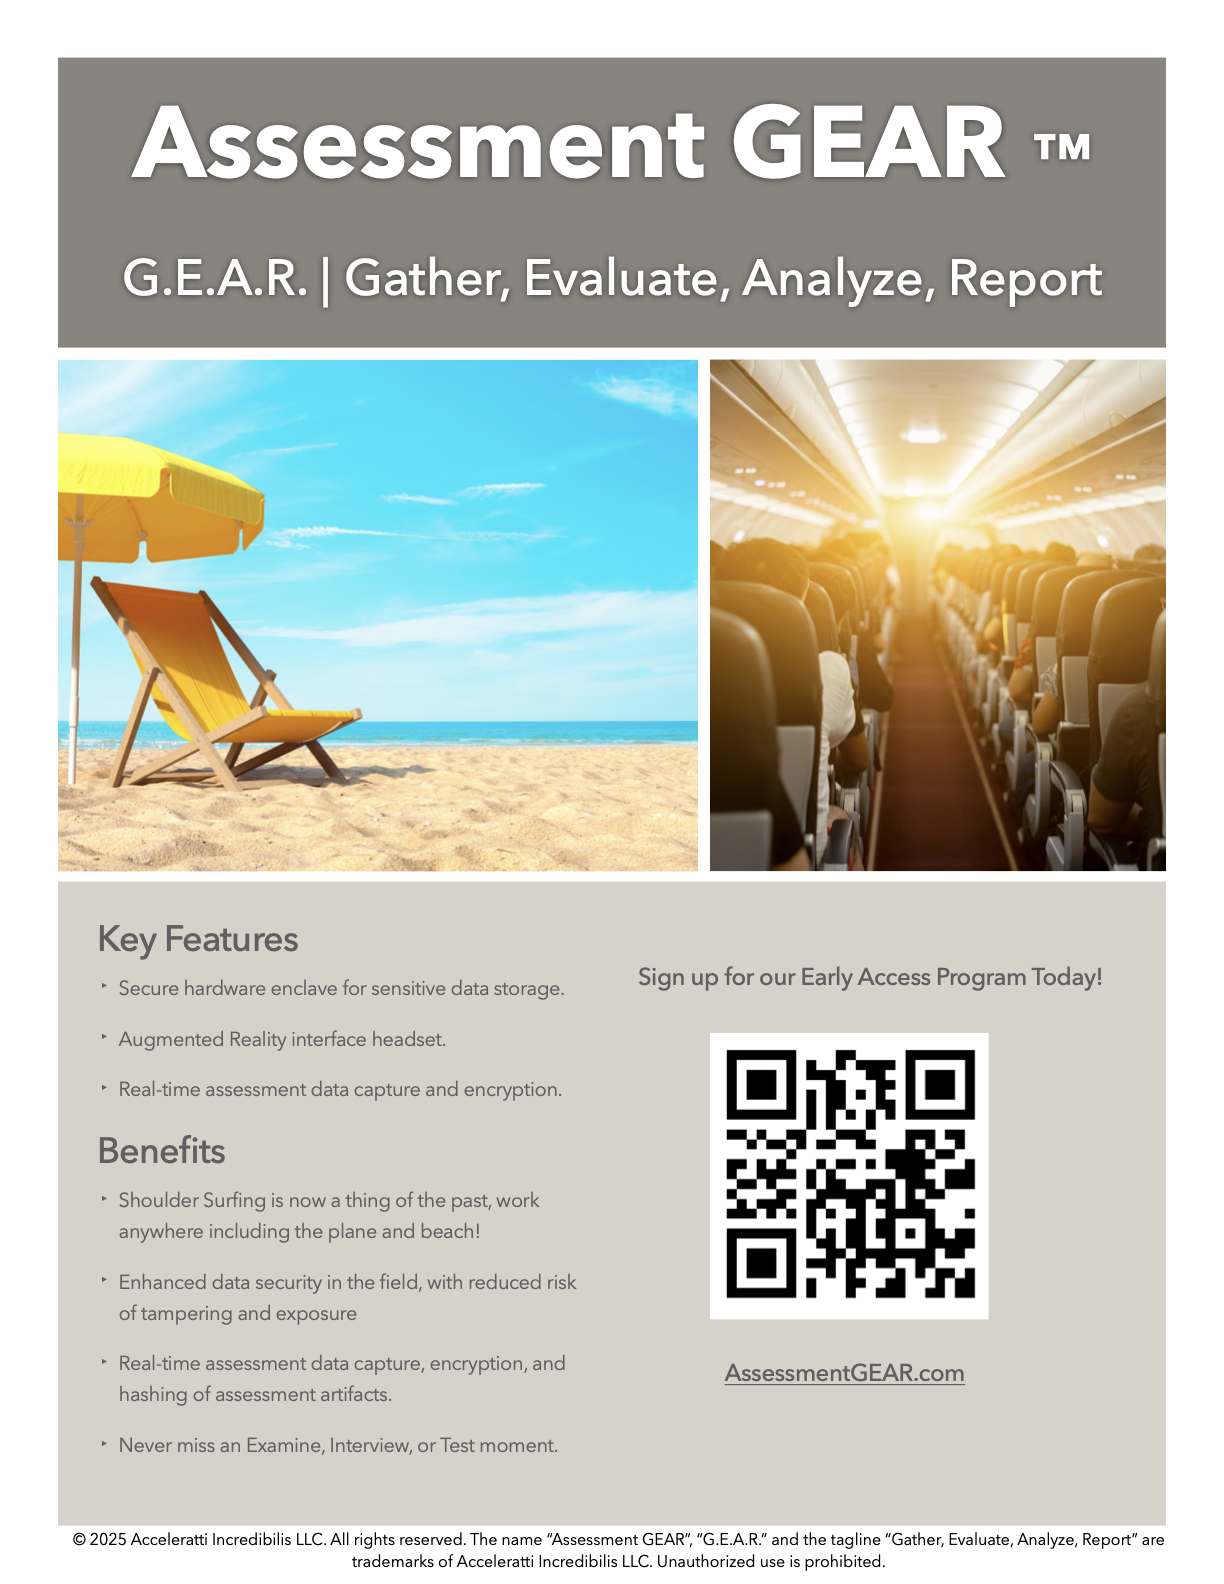 Assessment GEAR ™
G.E.A.R. | Gather, Evaluate, Analyze, Report
Key Features
‣ Secure hardware enclave for sensitive data storage.
‣ Augmented Reality interface headset.
‣ Real-time assessment data capture and encryption.
Benefits
‣ Shoulder Surfing is now a thing of the past, work
anywhere including the plane and beach!
‣ Enhanced data security in the field, with reduced risk
of tampering and exposure
‣ Real-time assessment data capture, encryption, and
hashing of assessment artifacts.
‣ Never miss an Examine, Interview, or Test moment.
Sign up for our Early Access Program Today!
AssessmentGEAR.com
© 2025 Acceleratti Incredibilis LLC. All rights reserved. The name “Assessment GEAR”, “G.E.A.R.” and the tagline “Gather, Evaluate, Analyze, Report” are
trademarks of Acceleratti Incredibilis LLC. Unauthorized use is prohibited.